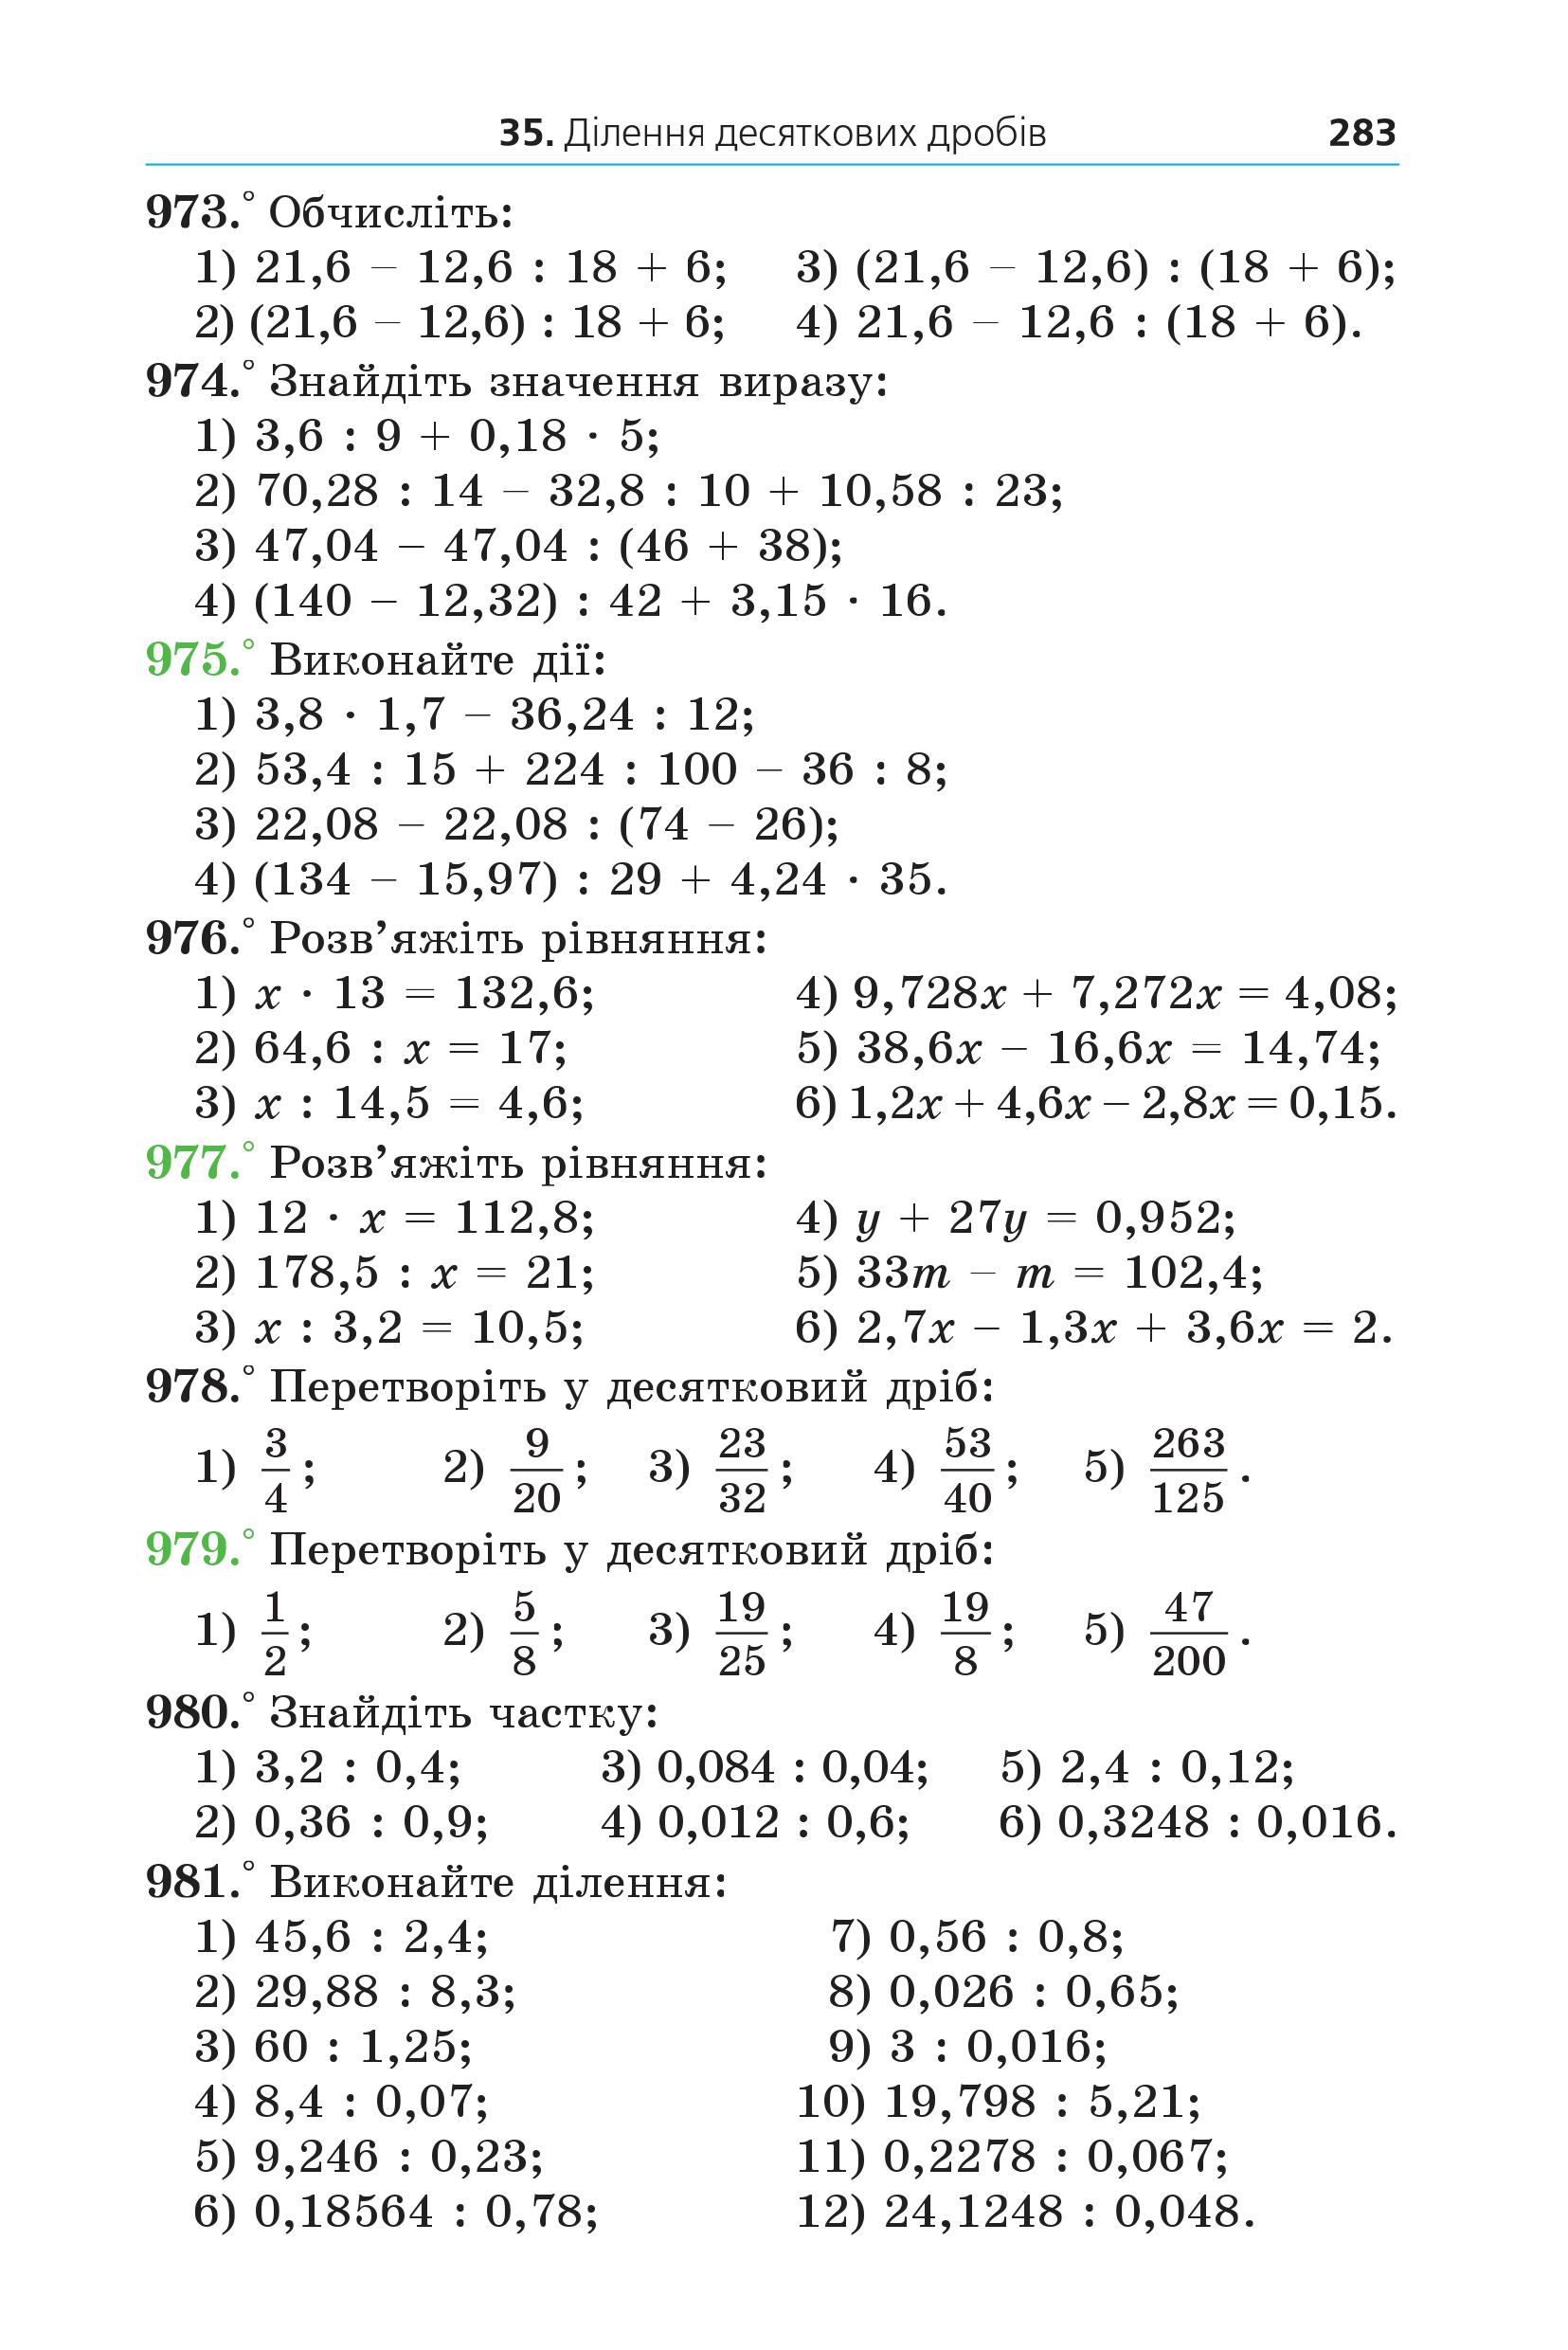 35. Ділення десяткових дробів 283
973.° Обчисліть:
1) 21,6 – 12,6 : 18 + 6; 3) (21,6 – 12,6) : (18 + 6);
2) (21,6 – 12,6) : 18 + 6; 4) 21,6 – 12,6 : (18 + 6).
974.° Знайдіть значення виразу:
1) 3,6 : 9 + 0,18 · 5;
2) 70,28 : 14 – 32,8 : 10 + 10,58 : 23;
3) 47,04 – 47,04 : (46 + 38);
4) (140 – 12,32) : 42 + 3,15 · 16.
975.° Виконайте дії:
1) 3,8 · 1,7 – 36,24 : 12;
2) 53,4 : 15 + 224 : 100 – 36 : 8;
3) 22,08 – 22,08 : (74 – 26);
4) (134 – 15,97) : 29 + 4,24 · 35.
976.° Розв’яжіть рівняння:
1) x · 13 = 132,6; 4) 9,728x + 7,272x = 4,08;
2) 64,6 : x = 17; 5) 38,6x – 16,6x = 14,74;
3) x : 14,5 = 4,6; 6) 1,2x + 4,6x – 2,8x = 0,15.
977.° Розв’яжіть рівняння:
1) 12 · x = 112,8; 4) y + 27y = 0,952;
2) 178,5 : x = 21; 5) 33m – m = 102,4;
3) x : 3,2 = 10,5; 6) 2,7x – 1,3x + 3,6x = 2.
978.° Перетворіть у десятковий дріб:
1) 3/4; 2) 9/20; 3) 23/32; 4) 53/40; 5) 263/125.
979.° Перетворіть у десятковий дріб:
1) 1/2; 2) 5/8; 3) 19/25; 4) 19/8; 5) 47/200.
980.° Знайдіть частку:
1) 3,2 : 0,4; 3) 0,084 : 0,04; 5) 2,4 : 0,12;
2) 0,36 : 0,9; 4) 0,012 : 0,6; 6) 0,3248 : 0,016.
981.° Виконайте ділення:
1) 45,6 : 2,4; 7) 0,56 : 0,8;
2) 29,88 : 8,3; 8) 0,026 : 0,65;
3) 60 : 1,25; 9) 3 : 0,016;
4) 8,4 : 0,07; 10) 19,798 : 5,21;
5) 9,246 : 0,23; 11) 0,2278 : 0,067;
6) 0,18564 : 0,78; 12) 24,1248 : 0,048.